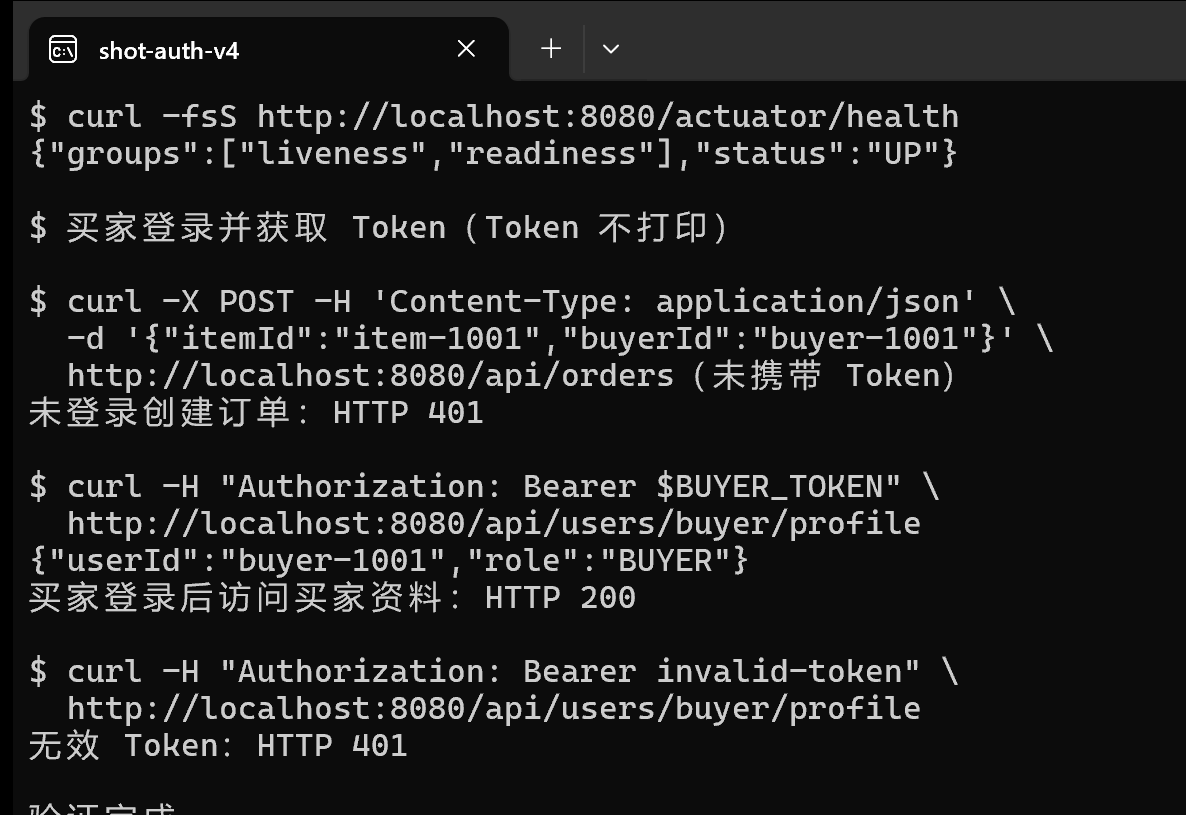 shot-auth-v4
$ curl -fsS http://localhost:8080/actuator/health
{"groups":["liveness","readiness"],"status":"UP"}
$ 买家登录并获取 Token（Token 不打印）
$ curl -X POST -H 'Content-Type: application/json' \
-d '{"itemId":"item-1001","buyerId":"buyer-1001"}' \
http://localhost:8080/api/orders（未携带 Token）
未登录创建订单：HTTP 401
$ curl -H "Authorization: Bearer $BUYER_TOKEN" \
http://localhost:8080/api/users/buyer/profile
{"userId":"buyer-1001","role":"BUYER"}
买家登录后访问买家资料：HTTP 200
$ curl -H "Authorization: Bearer invalid-token" \
http://localhost:8080/api/users/buyer/profile
无效 Token：HTTP 401
验证完成